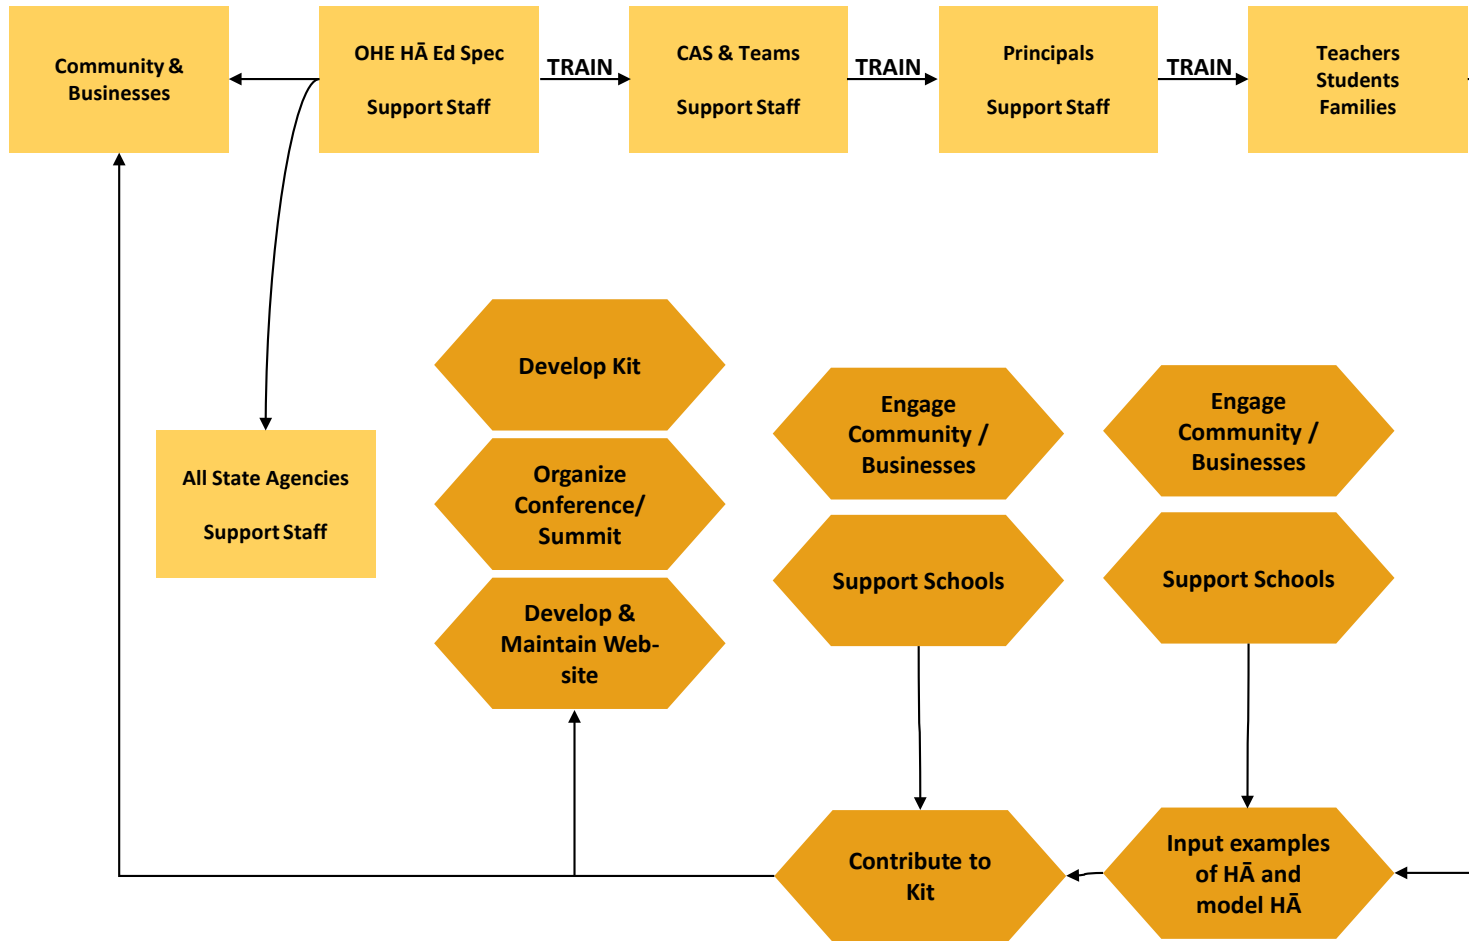 Community &
Businesses
OHE HĀ Ed Spec
Support Staff
TRAIN
CAS & Teams
Support Staff
TRAIN
Principals
Support Staff
TRAIN
Teachers
Students
Families
All State Agencies
Support Staff
Develop Kit
Organize
Conference/
Summit
Develop &
Maintain Web-
site
Engage
Community /
Businesses
Support Schools
Engage
Community /
Businesses
Support Schools
Contribute to
Kit
Input examples
of HĀ and
model HĀ